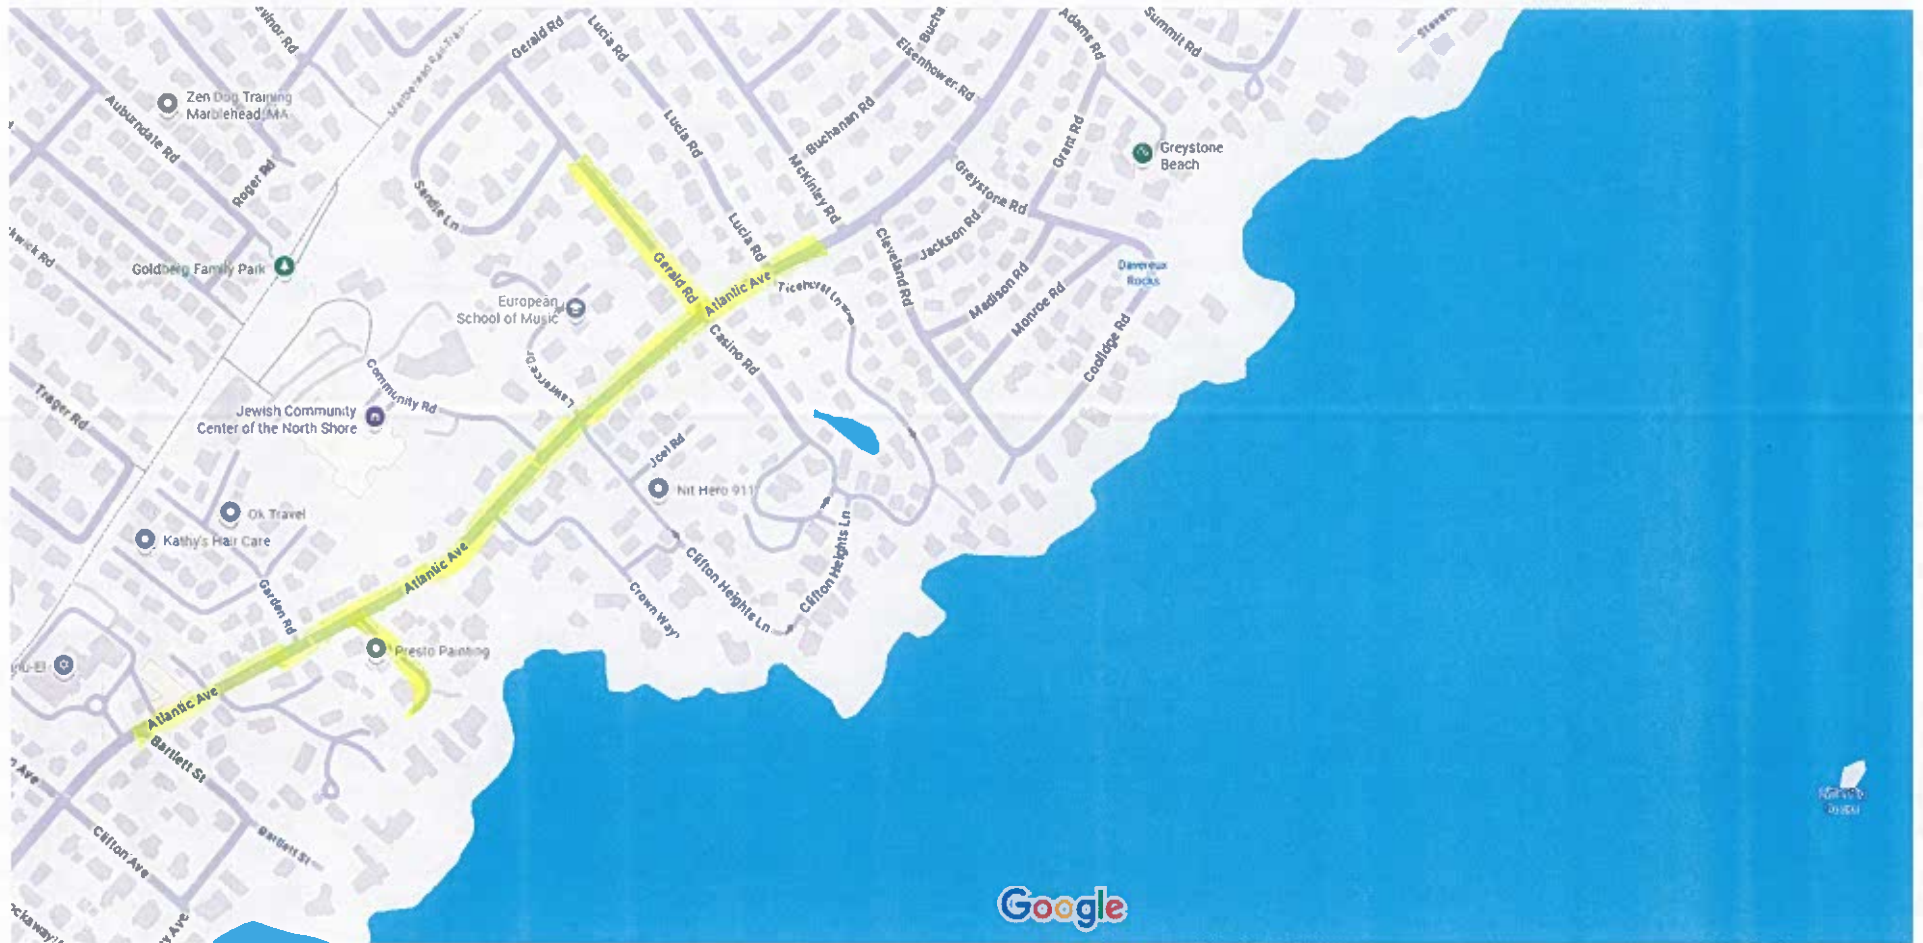 Gerald Rd
Lucia Rd
Adams Rd
Summit Rd
Eisenhower Rd
Zen Dog Training
Marblehead, MA
Auburndale Rd
Roger Rd
Lucia Rd
Buchanan Rd
McKinley Rd
Grant Rd
Greystone
Beach
Greystone Rd
Sandie Ln
Lucia Rd
Jackson Rd
Cleveland Rd
Goldberg Family Park
Gerald Rd
Atlantic Ave
Ticehurst Ln
Madison Rd
Monroe Rd
Devereux
Rocks
European
School of Music
Casino Rd
Coolidge Rd
Community Rd
Trager Rd
Jewish Community
Center of the North Shore
Joel Rd
Nit Hero 911
Ok Travel
Kathy's Hair Care
Atlantic Ave
Clifton Heights Ln
Clifton Heights Ln
Garden Rd
Crown Way
Presto Painting
Atlantic Ave
Bartlett St
Bartlett St
Clifton Ave
Google